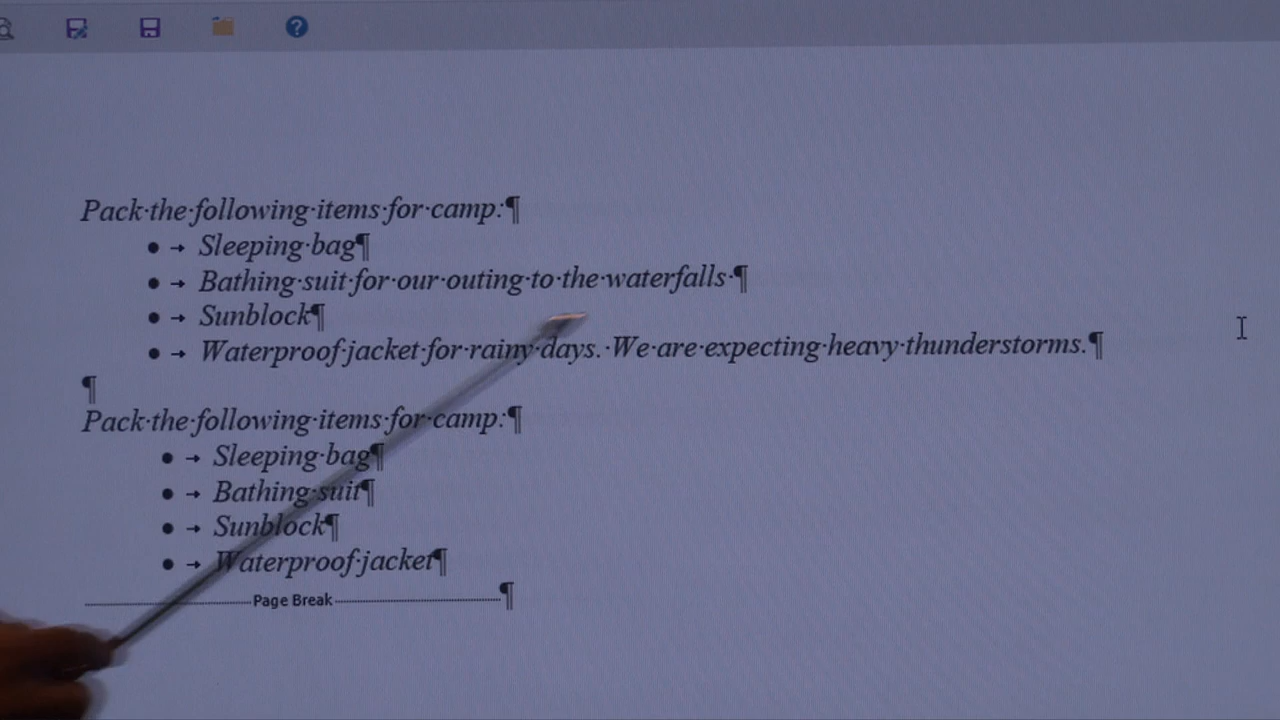 Pack the following items for camp:
Sleeping bag
Bathing suit for our outing to the waterfalls
Sunblock
Waterproof jacket for rainy days. We are expecting heavy thunderstorms.
Pack the following items for camp:
Sleeping bag
Bathing suit
Sunblock
Waterproof jacket
Page Break